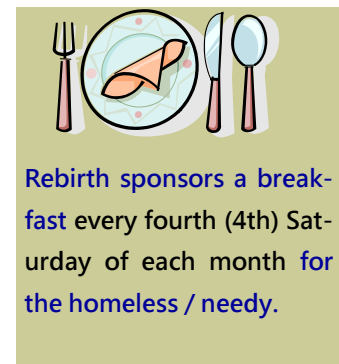 Rebirth sponsors a break-
fast every fourth (4th) Sat-
urday of each month for
the homeless / needy.